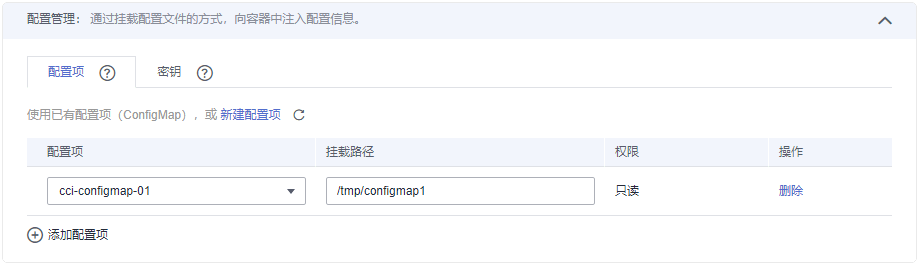 配置管理： 通过挂载配置文件的方式，向容器中注入配置信息。
配置项 ? 密钥 ?
使用已有配置项（ConfigMap），或 新建配置项
配置项 挂载路径 权限 操作
cci-configmap-01 /tmp/configmap1 只读 删除
添加配置项